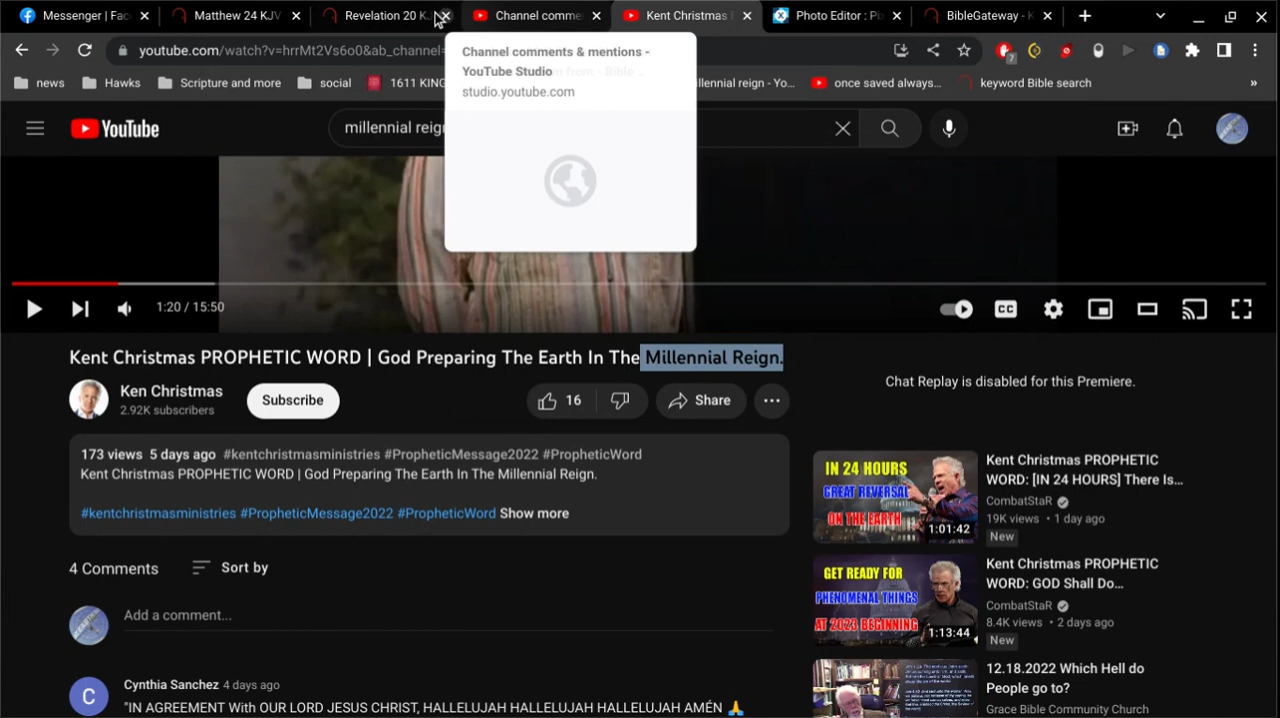 Messenger | Fac
Matthew 24 KJV
Revelation 20 KJ
Channel comme
Kent Christmas
Photo Editor : Pix
BibleGateway - K
youtube.com/watch?v=hrrMt2Vs6o0&ab_channel=
7
news
Hawks
Scripture and more
social
1611 KING
millennial reign - Yo...
once saved always...
keyword Bible search
»
Channel comments & mentions -
YouTube Studio
studio.youtube.com
YouTube
millennial reign
1:20 / 15:50
CC
Kent Christmas PROPHETIC WORD | God Preparing The Earth In The Millennial Reign.
Ken Christmas
2.92K subscribers
Subscribe
16
Share
Chat Replay is disabled for this Premiere.
173 views 5 days ago #kentchristmasministries #PropheticMessage2022 #PropheticWord
Kent Christmas PROPHETIC WORD | God Preparing The Earth In The Millennial Reign.
#kentchristmasministries #PropheticMessage2022 #PropheticWord Show more
4 Comments
Sort by
Add a comment...
C
Cynthia Sanch days ago
"IN AGREEMENT OUR LORD JESUS CHRIST; HALLELUJAH HALLELUJAH HALLELUJAH AMÉN 🙏
IN 24 HOURS
GREAT REVERSAL
ON THE EARTH
1:01:42
Kent Christmas PROPHETIC
WORD: [IN 24 HOURS] There Is...
CombatStaR
19K views • 1 day ago
New
GET READY FOR
PHENOMENAL THINGS
AT 2023 BEGINNING
1:13:44
Kent Christmas PROPHETIC
WORD: GOD Shall Do...
CombatStaR
8.4K views • 2 days ago
New
12.18.2022 Which Hell do
People go to?
Grace Bible Community Church